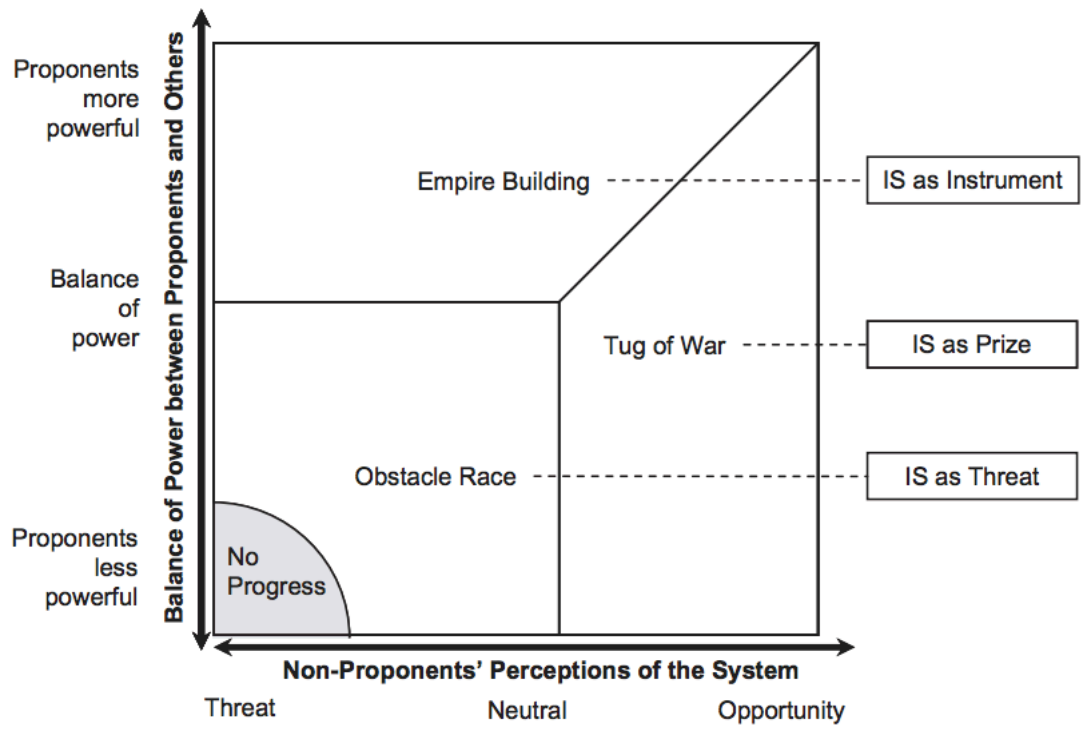 Balance of Power between Proponents and Others
Proponents
more
powerful
Balance
of
power
Proponents
less
powerful
Empire Building
IS as Instrument
Tug of War
IS as Prize
Obstacle Race
IS as Threat
No
Progress
Non-Proponents' Perceptions of the System
Threat
Neutral
Opportunity